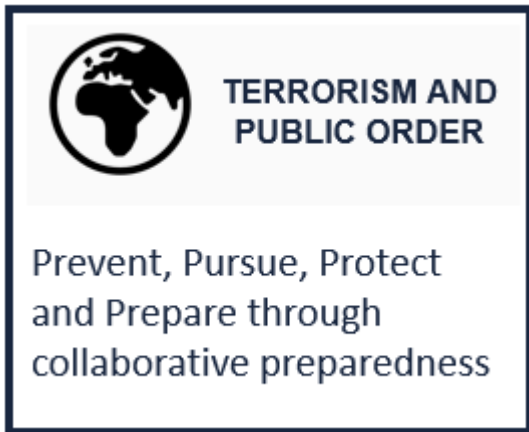 TERRORISM AND
PUBLIC ORDER
Prevent, Pursue, Protect
and Prepare through
collaborative preparedness